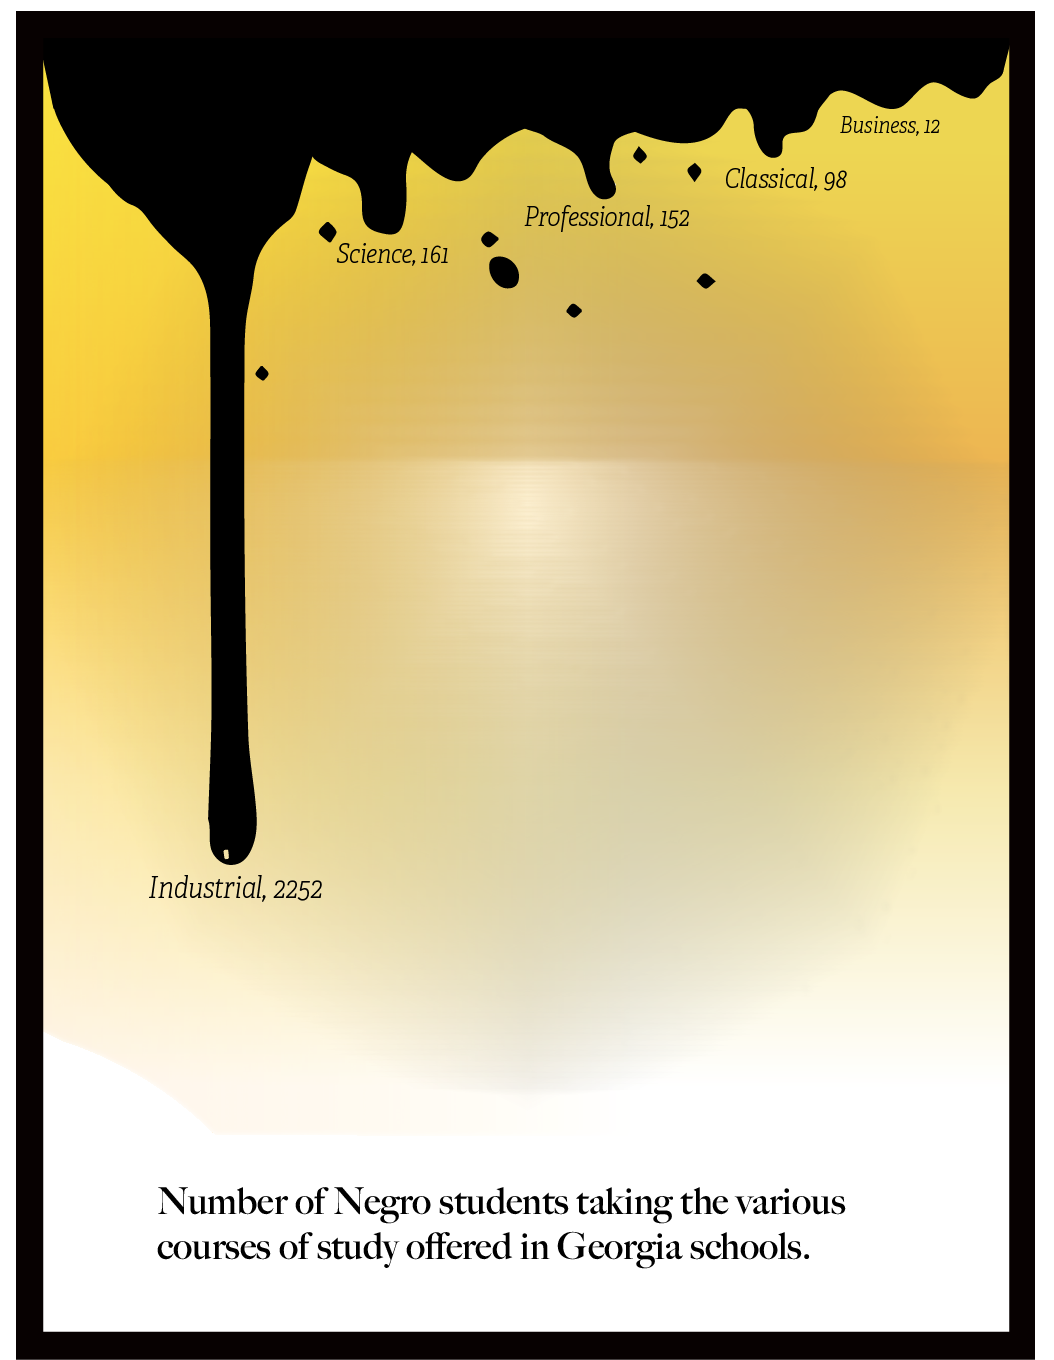 Business, 12
Classical, 98
Professional, 152
Science, 161
Industrial, 2252
Number of Negro students taking the various
courses of study offered in Georgia schools.